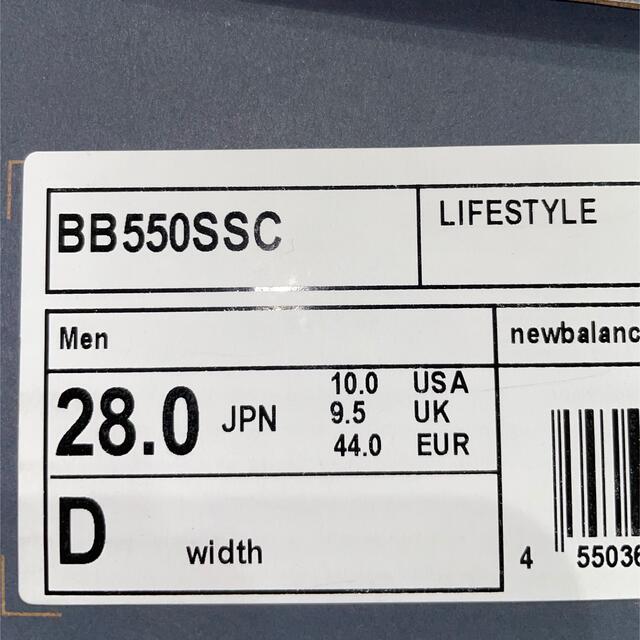 BB550SSC
LIFESTYLE
Men
newbalanc
28.0 JPN
10.0 USA
9.5 UK
44.0 EUR
D width
4 55036